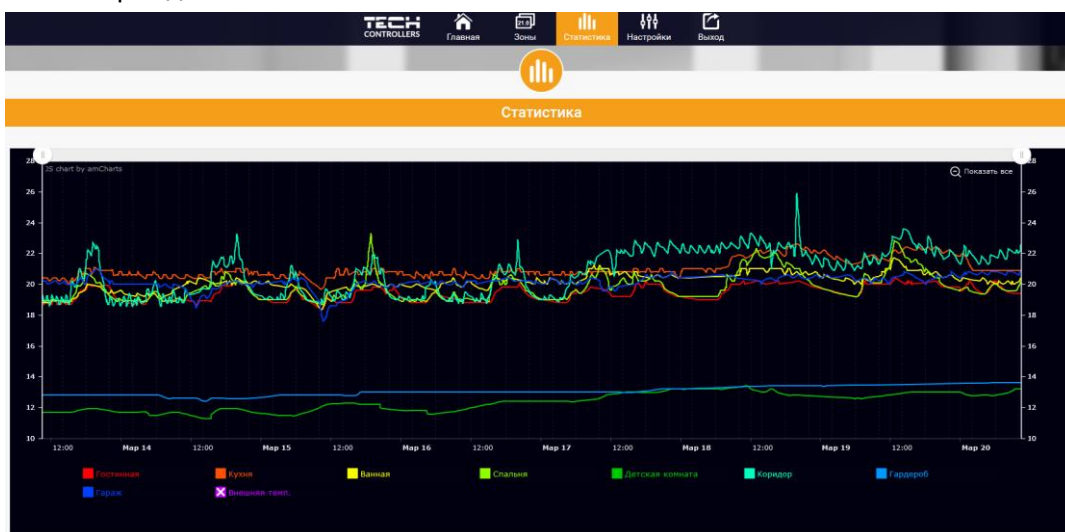 TECH
CONTROLLERS
Главная
21.8
Зоны
Статистика
Настройки
Выход
Статистика
28
28
JS chart by amCharts
Показать все
26
26
24
24
22
22
20
20
18
18
16
16
14
14
12
12
10
10
12:00 Мар 14 12:00 Мар 15 12:00 Мар 16 12:00 Мар 17 12:00 Мар 18 12:00 Мар 19 12:00 Мар 20
Гостинная Кухня Ванная Спальня Детская комната Коридор Гардероб
Гараж Внешняя темп.